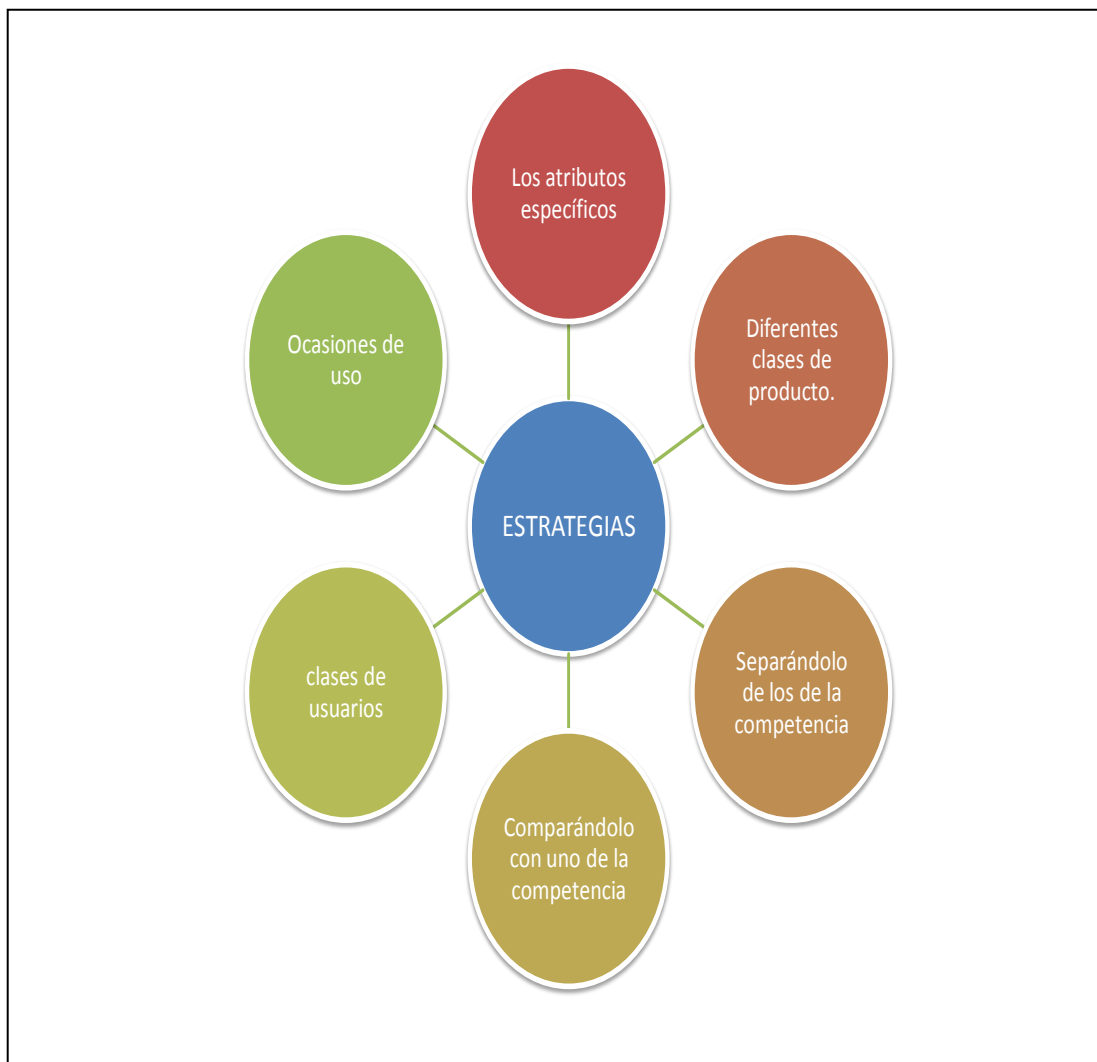 Los atributos
específicos
Diferentes
clases de
producto.
Separándolo
de los de la
competencia
Comparándolo
con uno de la
competencia
clases de
usuarios
Ocasiones de
uso
ESTRATEGIAS